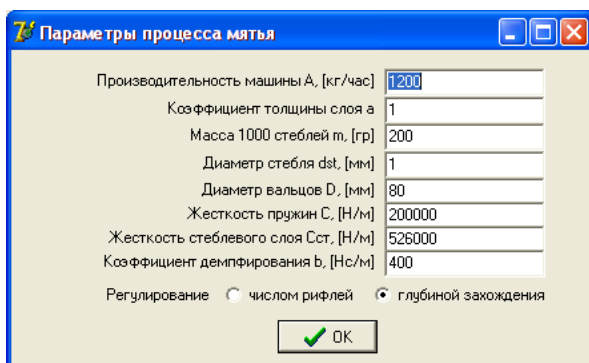 Параметры процесса мятья
Производительность машины A, [кг/час] 1200
Коэффициент толщины слоя a 1
Масса 1000 стеблей m, [гр] 200
Диаметр стебля dst, [мм] 1
Диаметр вальцов D, [мм] 80
Жесткость пружин C, [Н/м] 200000
Жесткость стеблевого слоя Cст, [Н/м] 526000
Коэффициент демпфирования b, [Нс/м] 400
Регулирование числом рифлей глубиной захождения
OK